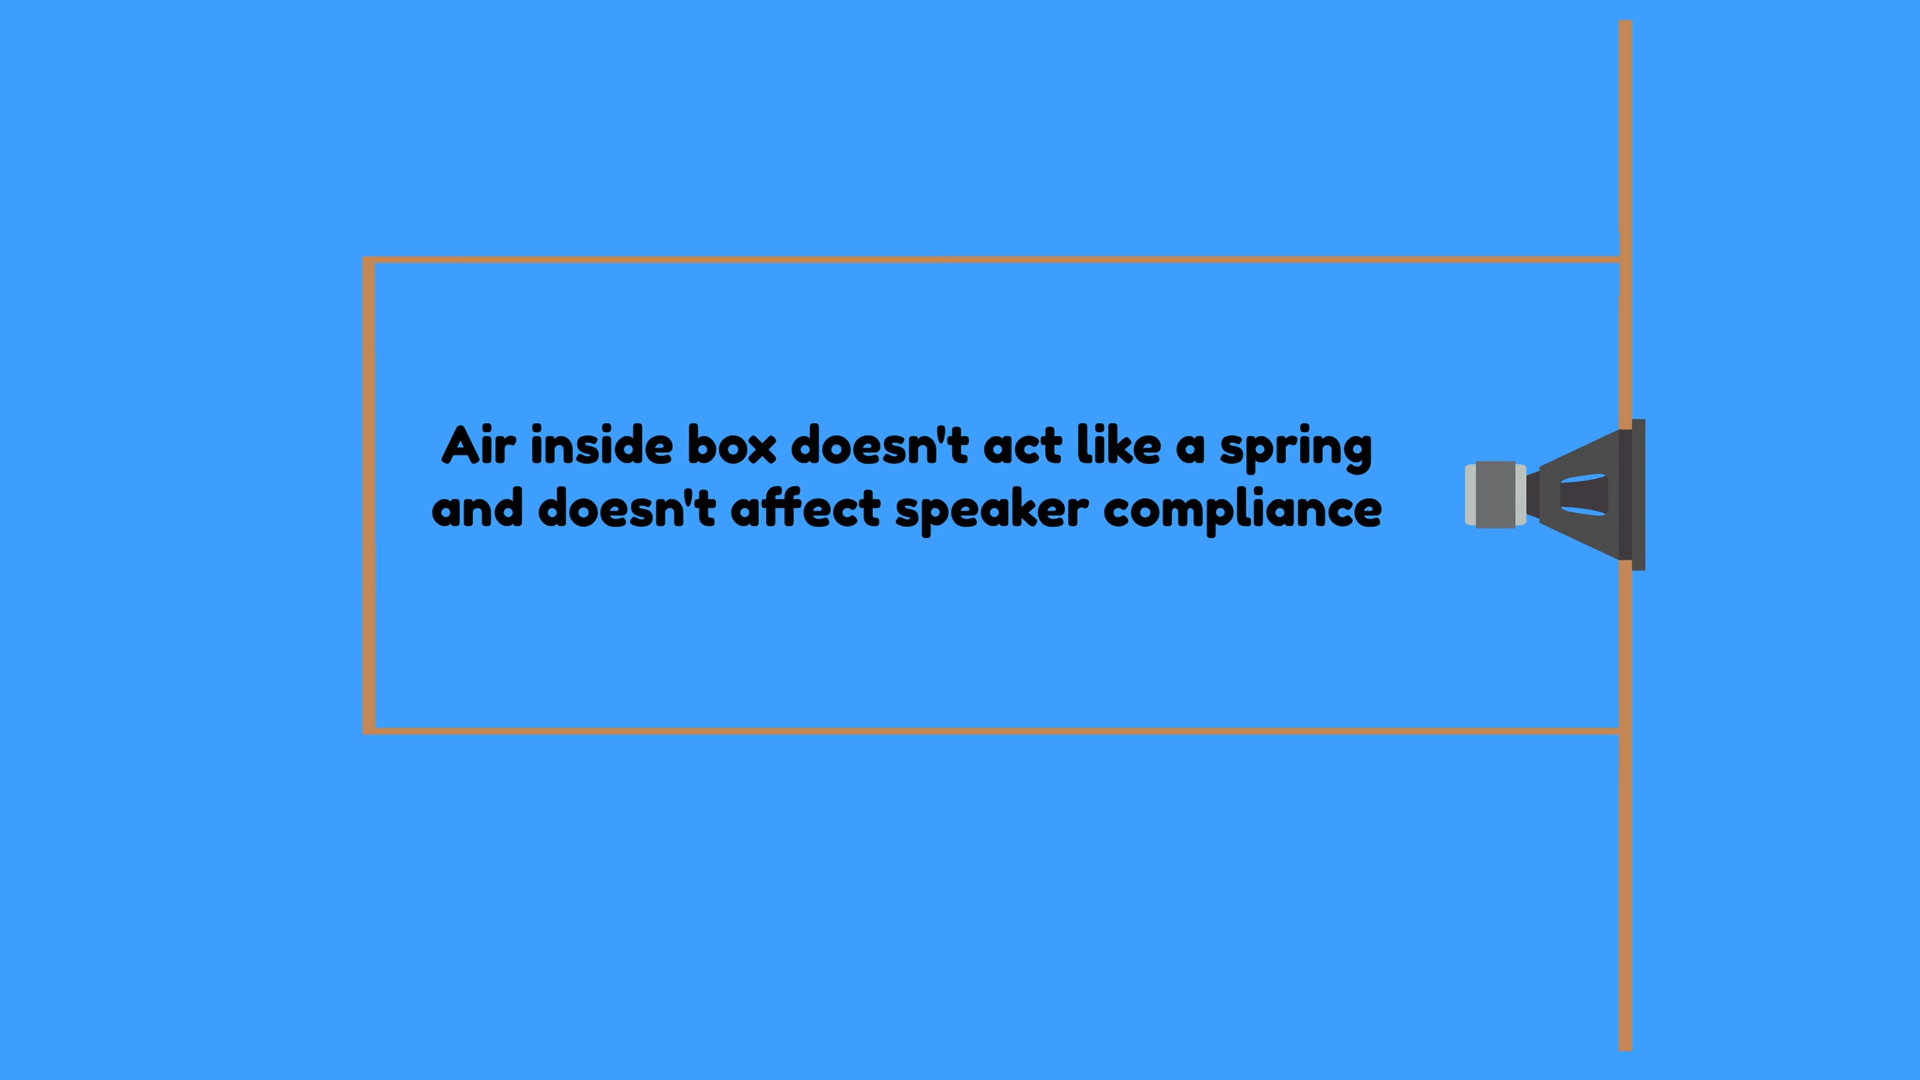 Air inside box doesn't act like a spring
and doesn't affect speaker compliance